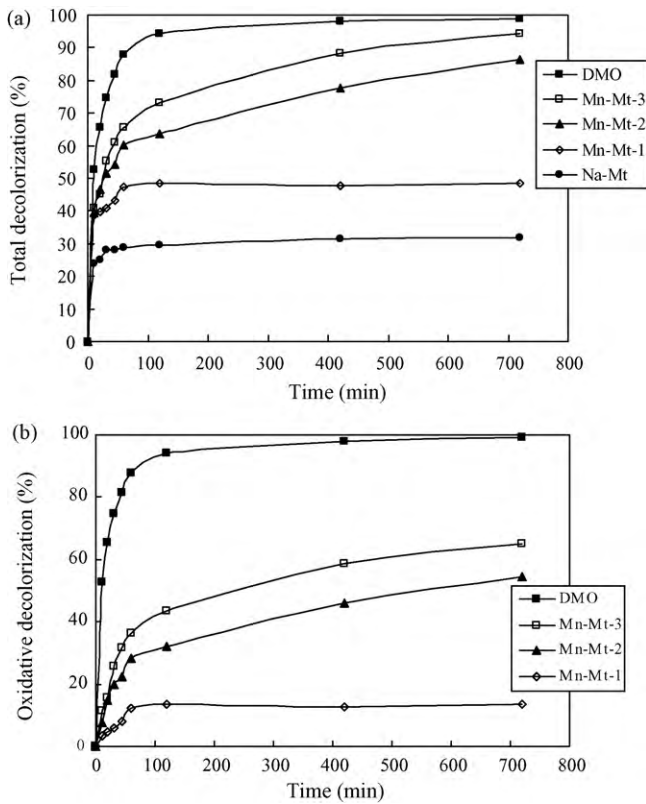 (a)
Total decolorization (%)
100
90
80
70
60
50
40
30
20
10
0
0 100 200 300 400 500 600 700 800
Time (min)
DMO
Mn-Mt-3
Mn-Mt-2
Mn-Mt-1
Na-Mt
(b)
Oxidative decolorization (%)
100
80
60
40
20
0
0 100 200 300 400 500 600 700 800
Time (min)
DMO
Mn-Mt-3
Mn-Mt-2
Mn-Mt-1